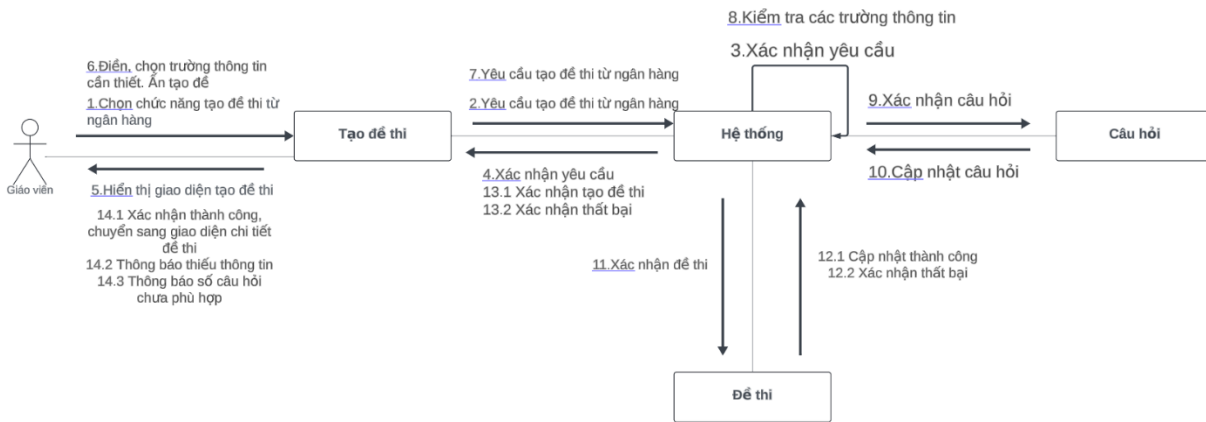 8.Kiểm tra các trường thông tin
3.Xác nhận yêu cầu
6.Điền, chọn trường thông tin
cần thiết. Ấn tạo đề
1.Chọn chức năng tạo đề thi từ
ngân hàng
7.Yêu cầu tạo đề thi từ ngân hàng
2.Yêu cầu tạo đề thi từ ngân hàng
9.Xác nhận câu hỏi
Tạo đề thi
Hệ thống
Câu hỏi
Giáo viên
5.Hiển thị giao diện tạo đề thi
14.1 Xác nhận thành công,
chuyển sang giao diện chi tiết
đề thi
14.2 Thông báo thiếu thông tin
14.3 Thông báo số câu hỏi
chưa phù hợp
4.Xác nhận yêu cầu
13.1 Xác nhận tạo đề thi
13.2 Xác nhận thất bại
10.Cập nhật câu hỏi
11.Xác nhận đề thi
12.1 Cập nhật thành công
12.2 Xác nhận thất bại
Đề thi